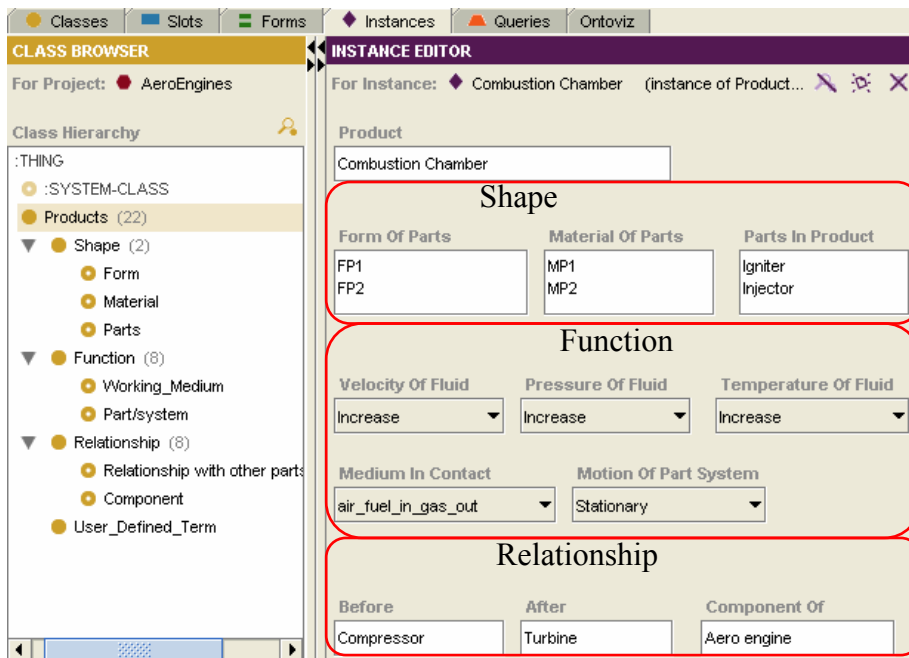 Classes Slots Forms Instances Queries Ontoviz
CLASS BROWSER
For Project: AeroEngines
Class Hierarchy
:THING
:SYSTEM-CLASS
Products (22)
Shape (2)
Form
Material
Parts
Function (8)
Working_Medium
Part/system
Relationship (8)
Relationship with other parts
Component
User_Defined_Term
INSTANCE EDITOR
For Instance: Combustion Chamber (instance of Product...
Product
Combustion Chamber
Shape
Form Of Parts Material Of Parts Parts In Product
FP1 MP1 Igniter
FP2 MP2 Injector
Function
Velocity Of Fluid Pressure Of Fluid Temperature Of Fluid
Increase Increase Increase
Medium In Contact Motion Of Part System
air_fuel_in_gas_out Stationary
Relationship
Before After Component Of
Compressor Turbine Aero engine